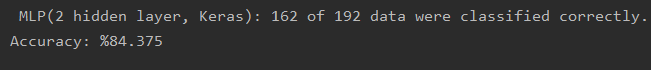 MLP(2 hidden layer, Keras): 162 of 192 data were classified correctly.
Accuracy: %84.375